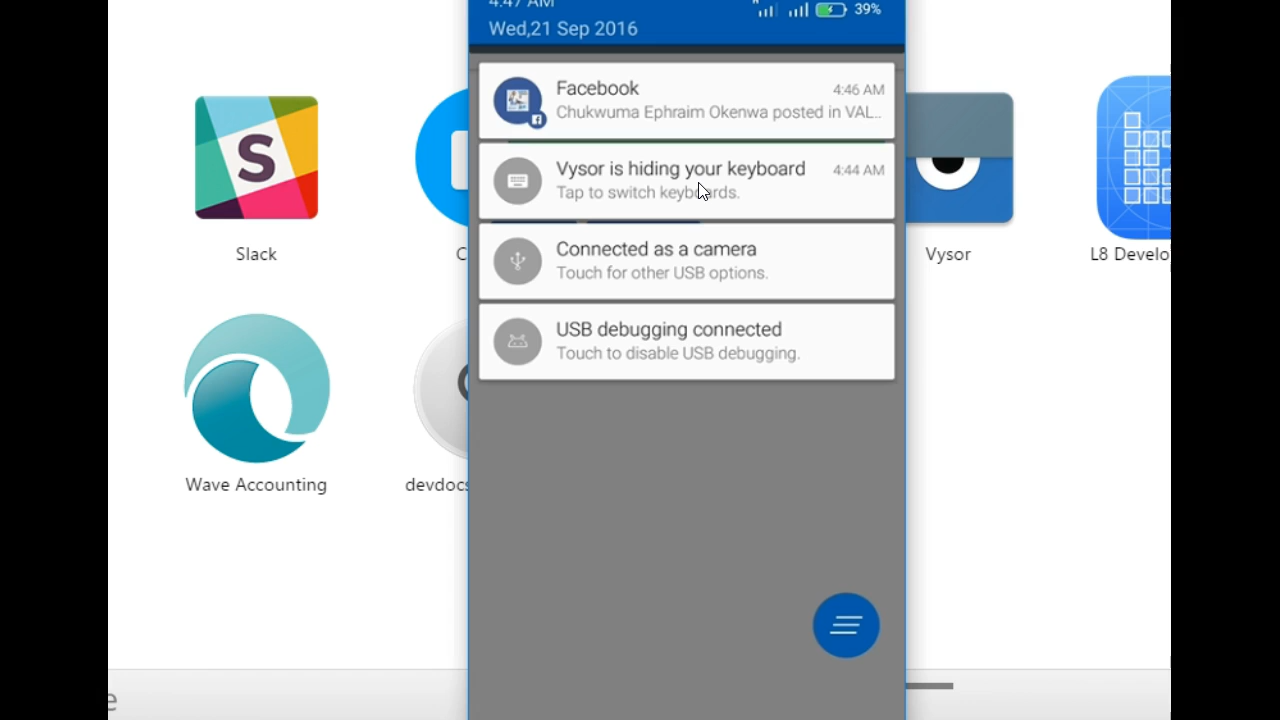 4:47 AM
39%
Wed,21 Sep 2016
Facebook
4:46 AM
Chukwuma Ephraim Okenwa posted in VAL..
Vysor is hiding your keyboard
4:44 AM
Tap to switch keyboards.
Connected as a camera
Touch for other USB options.
USB debugging connected
Touch to disable USB debugging.
S
Slack
C
Vysor
L8 Develo
Wave Accounting
devdocs
e